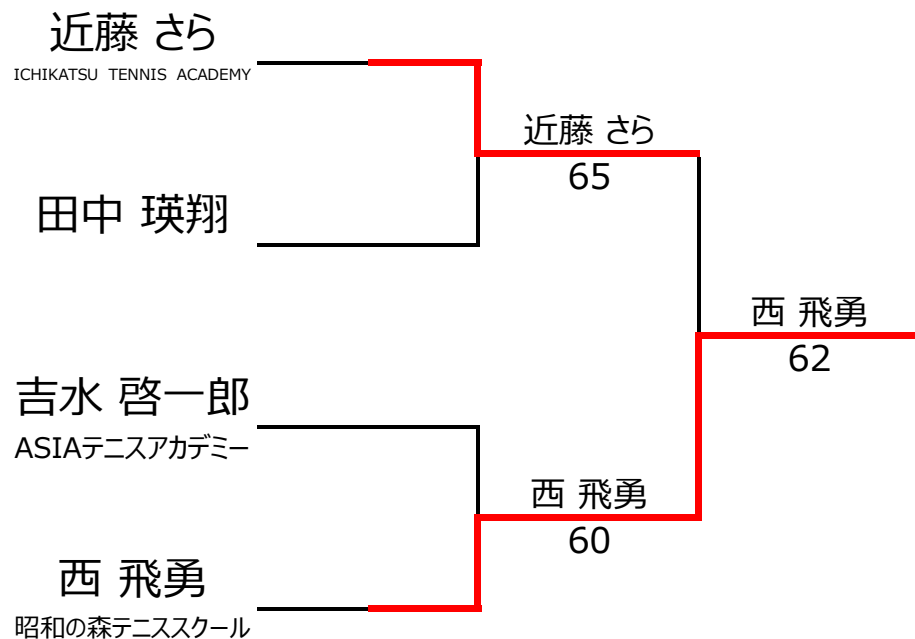 近藤 さら
ICHIKATSU TENNIS ACADEMY
近藤 さら
65
田中 瑛翔
西 飛勇
62
吉水 啓一郎
ASIAテニスアカデミー
西 飛勇
60
西 飛勇
昭和の森テニススクール